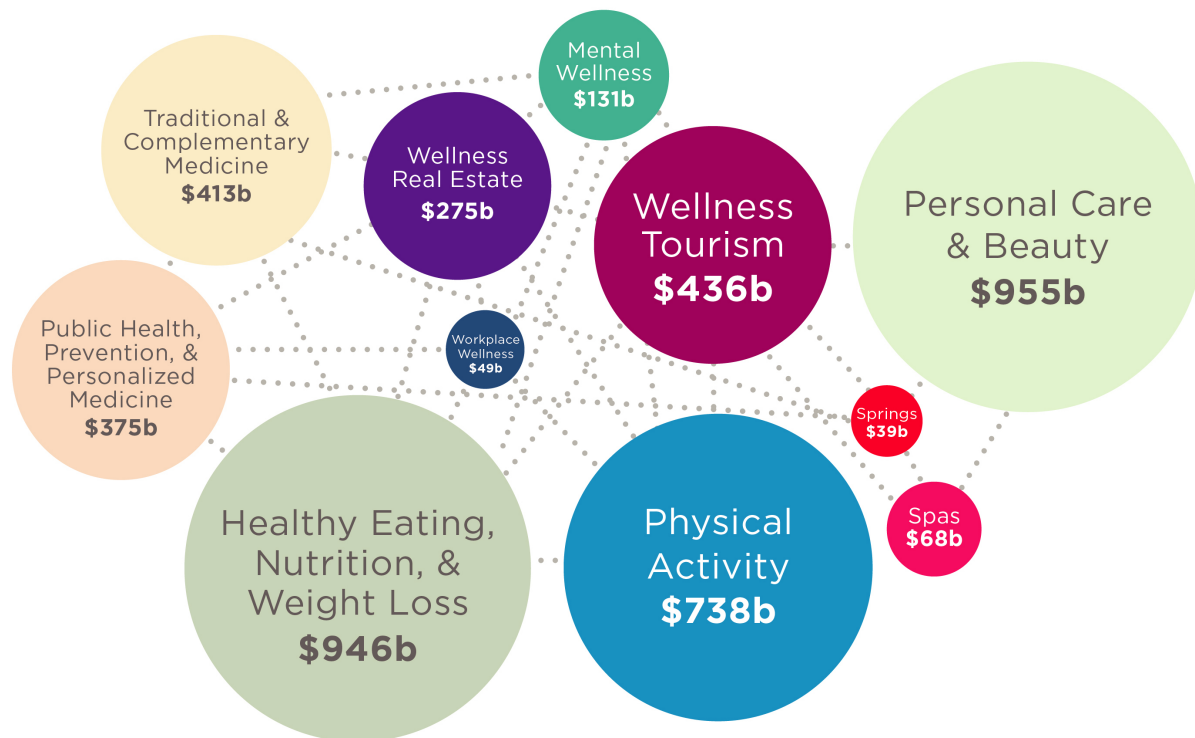 Mental
Wellness
$131b
Traditional &
Complementary
Medicine
$413b
Wellness
Real Estate
$275b
Wellness
Tourism
$436b
Personal Care
& Beauty
$955b
Public Health,
Prevention, &
Personalized
Medicine
$375b
Workplace
Wellness
$49b
Springs
$39b
Healthy Eating,
Nutrition, &
Weight Loss
$946b
Physical
Activity
$738b
Spas
$68b